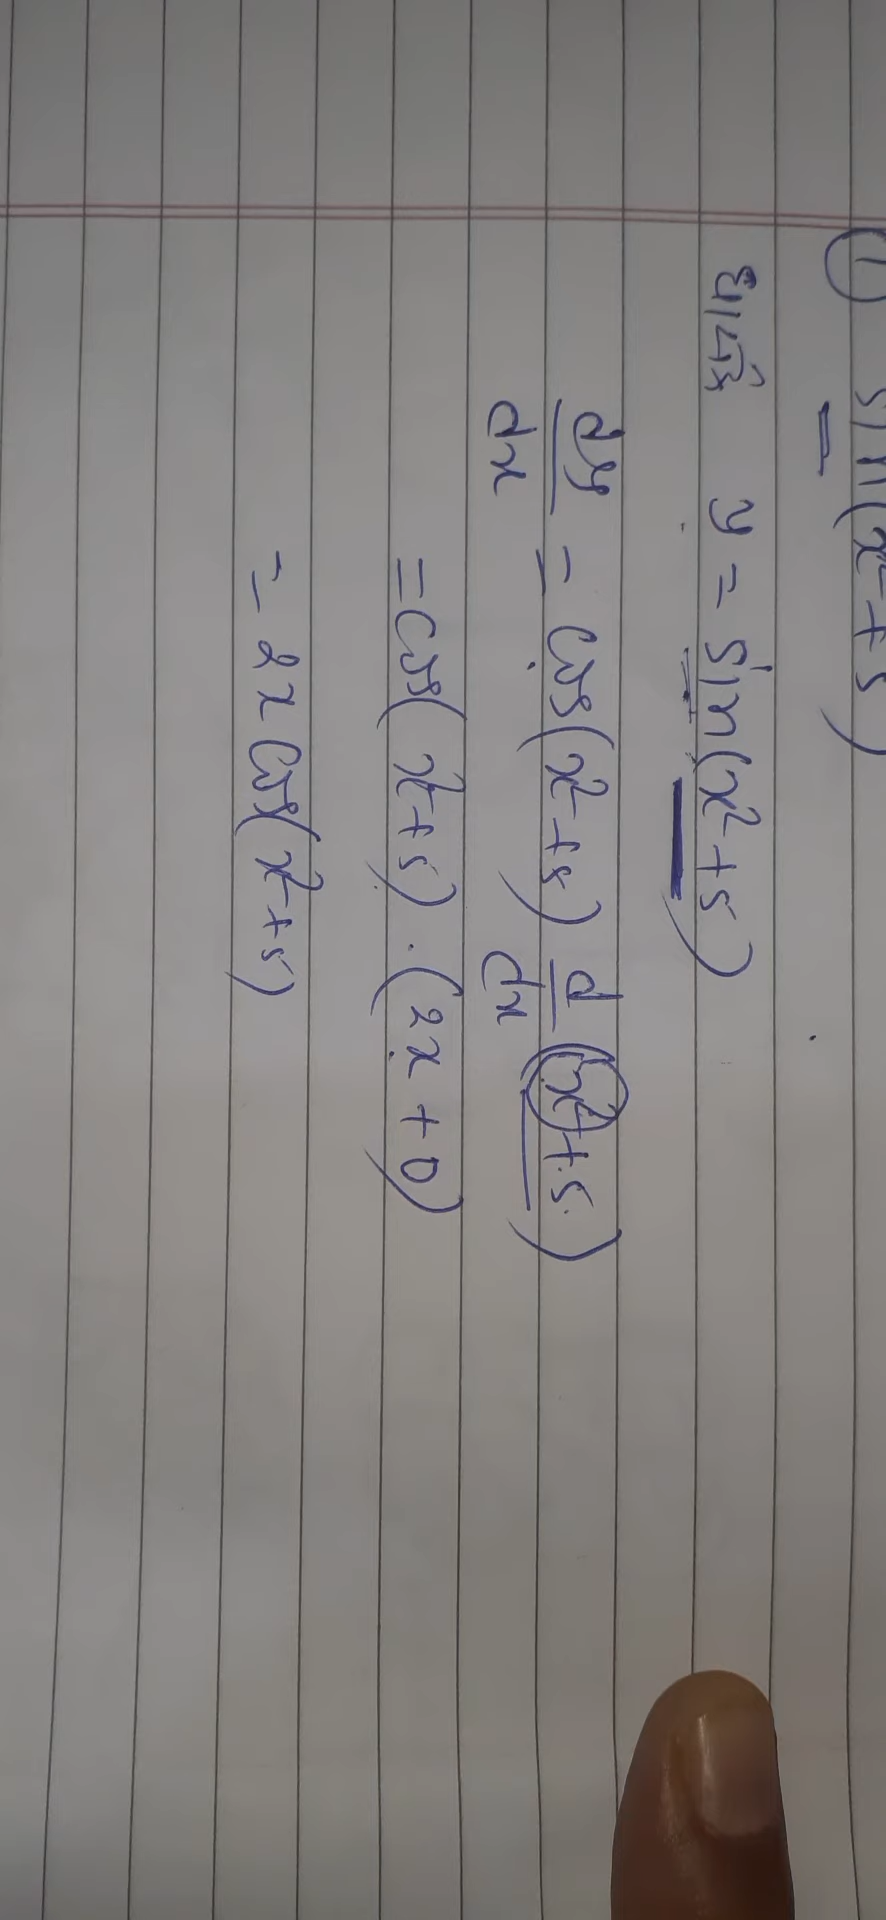 ① sin(x²+5)
ધારોકે y = sin(x²+5)
dy/dx = cos(x²+5) d/dx (x²+5)
= cos(x²+5) · (2x+0)
= 2x cos(x²+5)